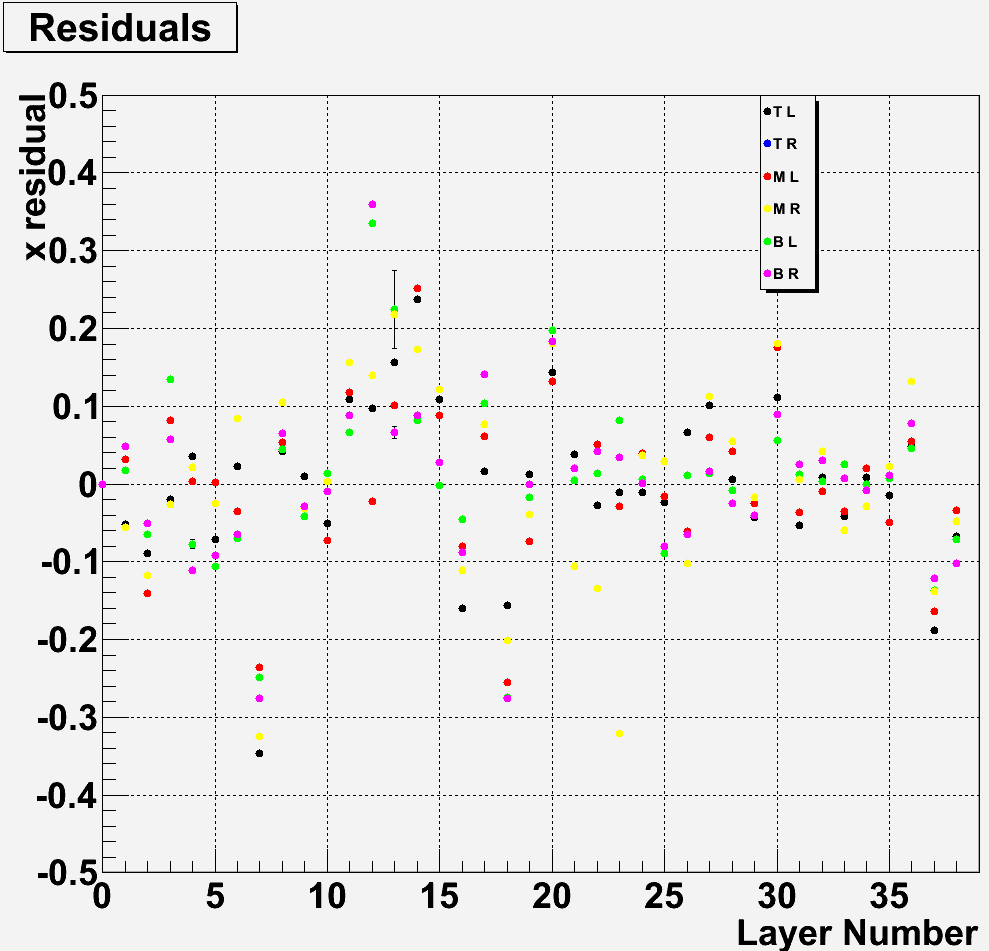 Residuals
x residual
0.5
0.4
0.3
0.2
0.1
0
-0.1
-0.2
-0.3
-0.4
-0.5
T L
T R
M L
M R
B L
B R
0 5 10 15 20 25 30 35
Layer Number